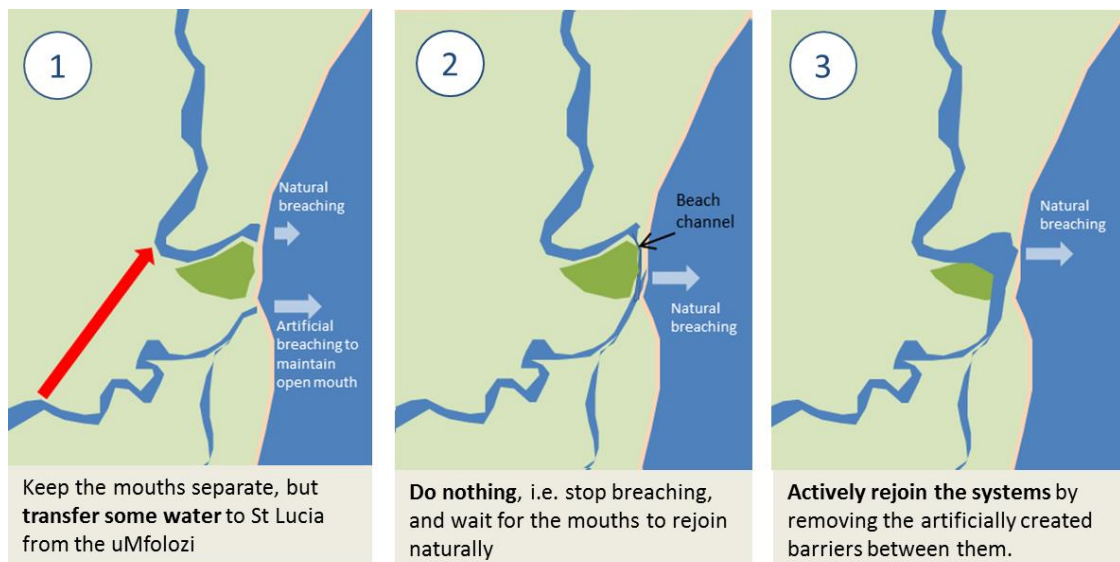 1
Natural
breaching
Artificial
breaching to
maintain
open mouth
Keep the mouths separate, but
transfer some water to St Lucia
from the uMfolozi
2
Beach
channel
Natural
breaching
Do nothing, i.e. stop breaching,
and wait for the mouths to rejoin
naturally
3
Natural
breaching
Actively rejoin the systems by
removing the artificially created
barriers between them.